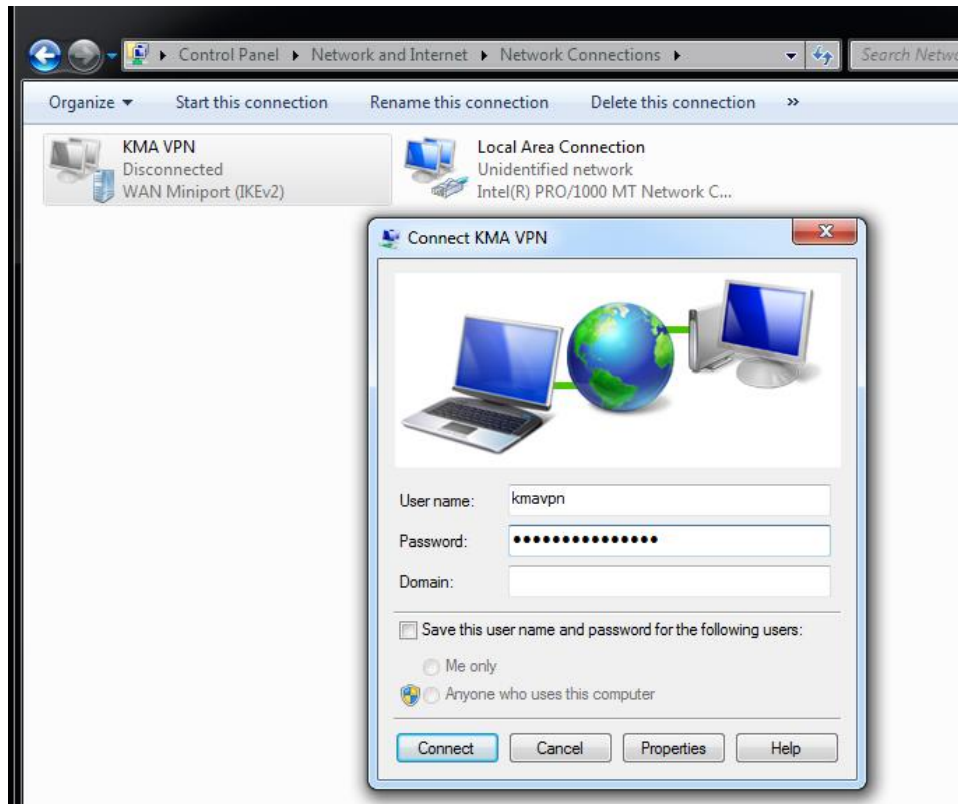 Control Panel Network and Internet Network Connections
Organize Start this connection Rename this connection Delete this connection »
KMA VPN
Disconnected
WAN Miniport (IKEv2)
Local Area Connection
Unidentified network
Intel(R) PRO/1000 MT Network C...
Connect KMA VPN
User name: kmavpn
Password: ●●●●●●●●●●●●●●●
Domain:
Save this user name and password for the following users:
Me only
Anyone who uses this computer
Connect Cancel Properties Help